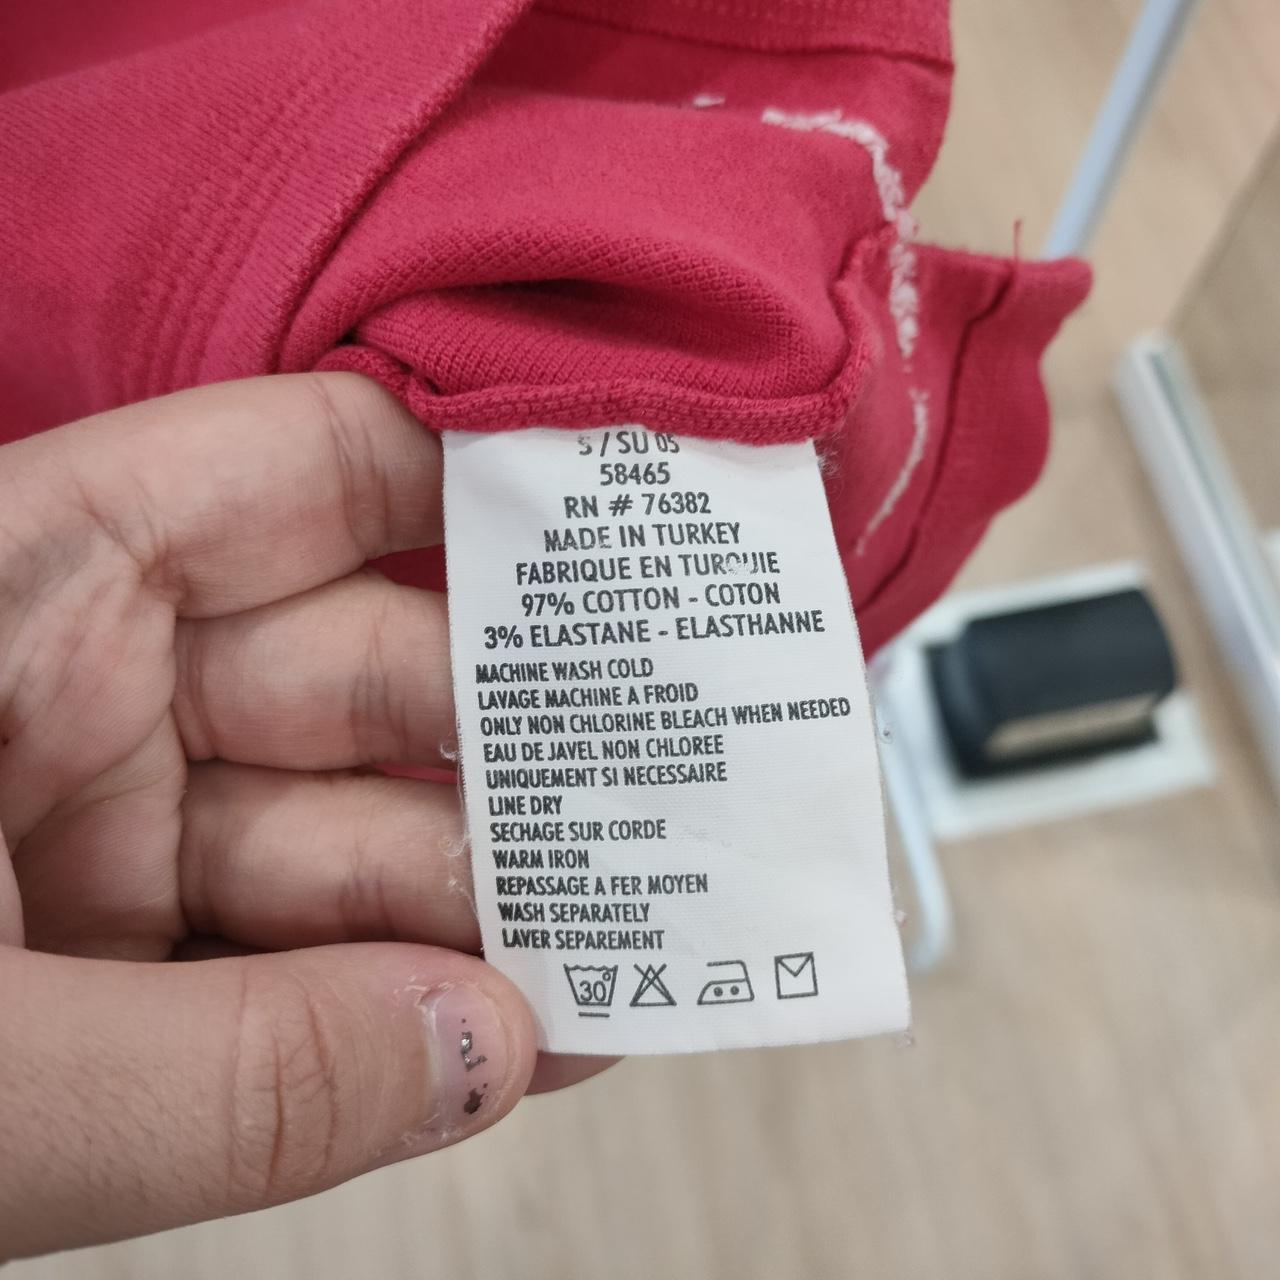 S / SU 05
58465
RN # 76382
MADE IN TURKEY
FABRIQUE EN TURQUIE
97% COTTON - COTON
3% ELASTANE - ELASTHANNE
MACHINE WASH COLD
LAVAGE MACHINE A FROID
ONLY NON CHLORINE BLEACH WHEN NEEDED
EAU DE JAVEL NON CHLOREE
UNIQUEMENT SI NECESSAIRE
LINE DRY
SECHAGE SUR CORDE
WARM IRON
REPASSAGE A FER MOYEN
WASH SEPARATELY
LAVER SEPAREMENT
30°